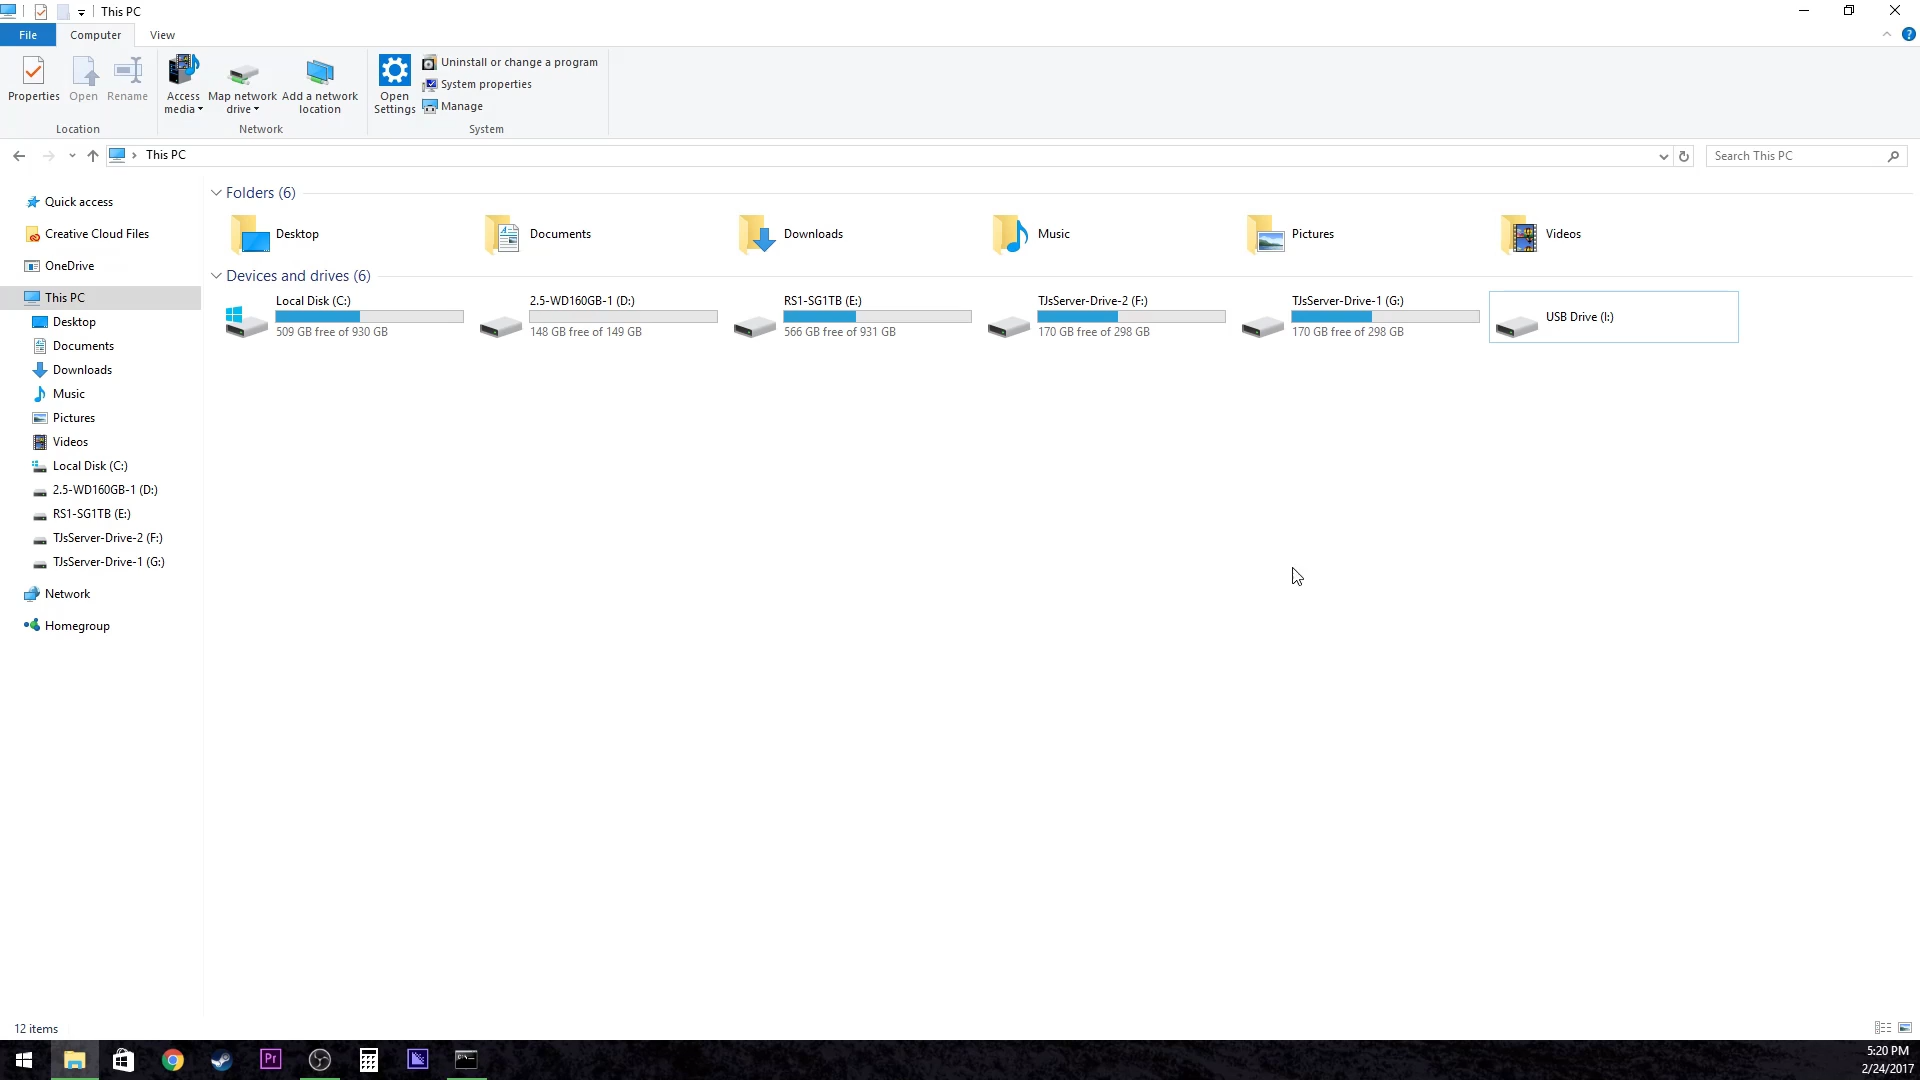 This PC
File Computer View
Properties Open Rename Access media Map network drive Add a network location Open Settings
Uninstall or change a program
System properties
Manage
Location Network System
This PC
Search This PC
Quick access
Creative Cloud Files
OneDrive
This PC
Desktop
Documents
Downloads
Music
Pictures
Videos
Local Disk (C:)
2.5-WD160GB-1 (D:)
RS1-SG1TB (E:)
TJsServer-Drive-2 (F:)
TJsServer-Drive-1 (G:)
Network
Homegroup
Folders (6)
Desktop Documents Downloads Music Pictures Videos
Devices and drives (6)
Local Disk (C:)
509 GB free of 930 GB
2.5-WD160GB-1 (D:)
148 GB free of 149 GB
RS1-SG1TB (E:)
566 GB free of 931 GB
TJsServer-Drive-2 (F:)
170 GB free of 298 GB
TJsServer-Drive-1 (G:)
170 GB free of 298 GB
USB Drive (I:)
12 items
Pr
5:20 PM
2/24/2017